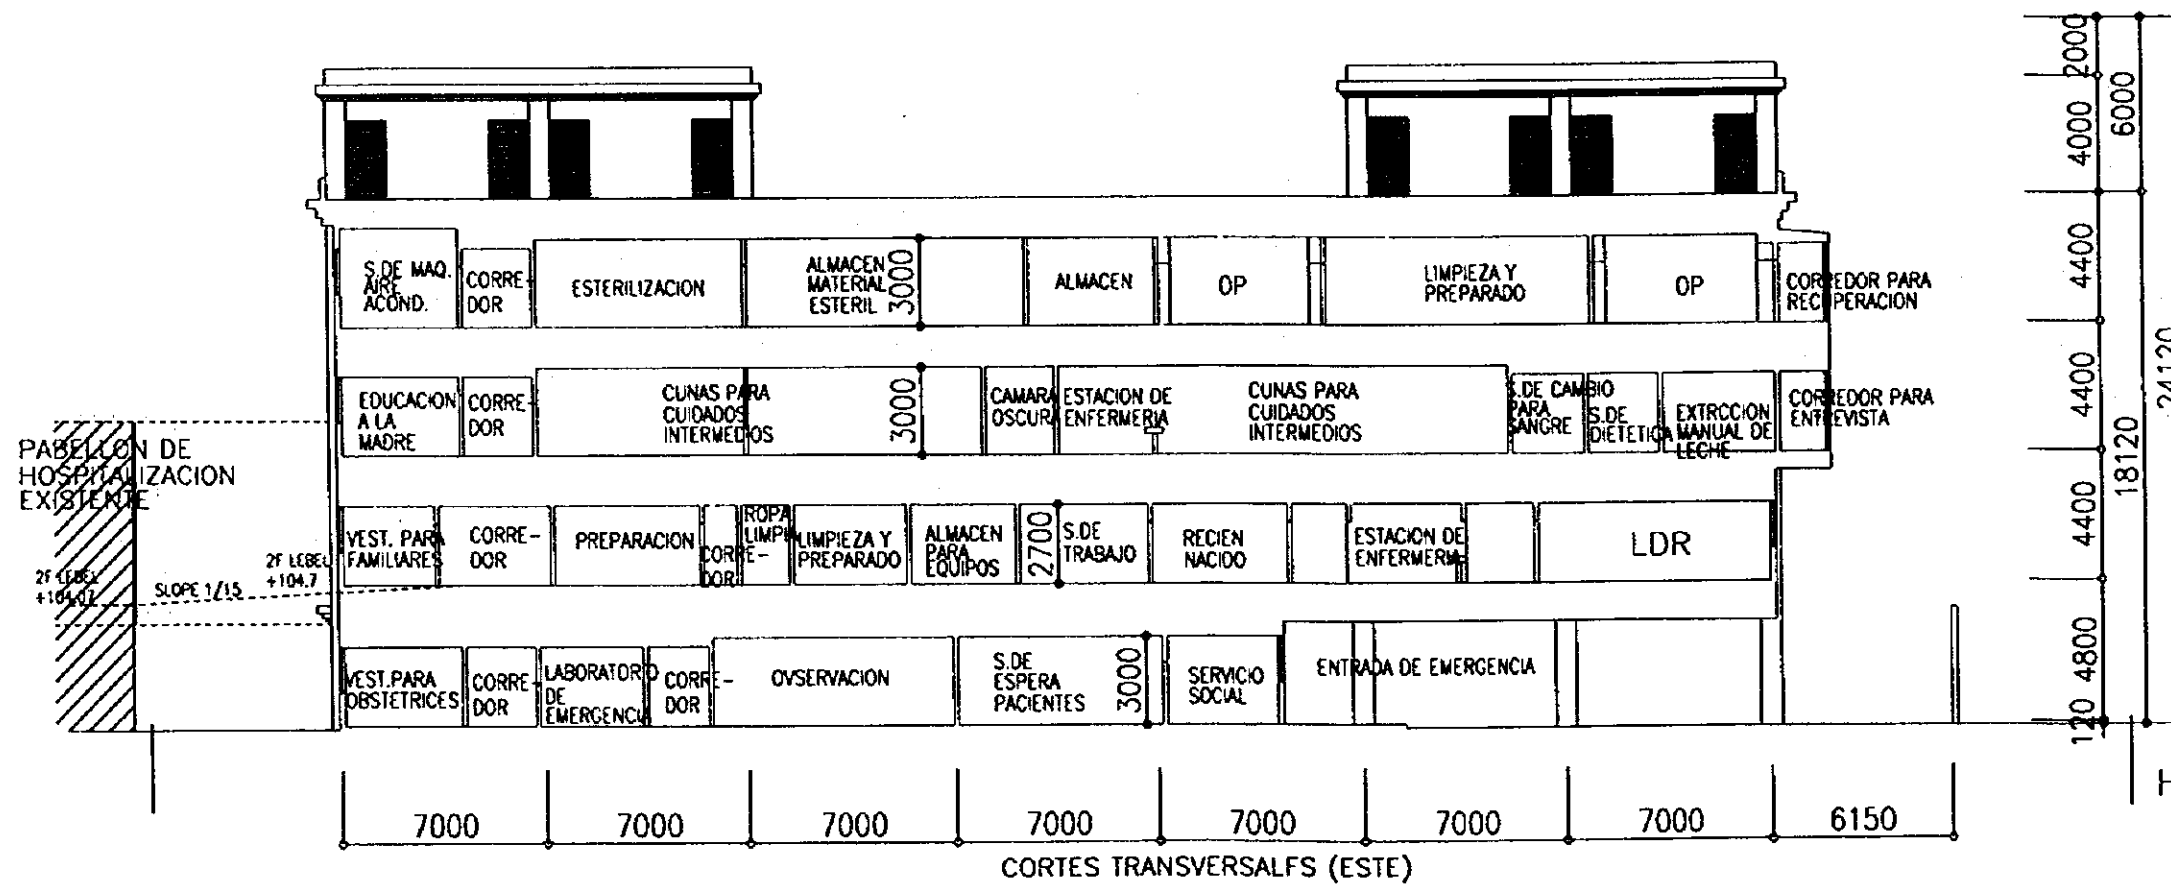 2000
4000
6000
S.DE MAQ.
AIRE
ACOND.
CORRE-
DOR
ESTERILIZACION
ALMACEN
MATERIAL
ESTERIL
3000
ALMACEN
OP
LIMPIEZA Y
PREPARADO
OP
CORREDOR PARA
RECUPERACION
4400
EDUCACION
A LA
MADRE
CORRE-
DOR
CUNAS PARA
CUIDADOS
INTERMEDIOS
3000
CAMARA
OSCURA
ESTACION DE
ENFERMERIA
CUNAS PARA
CUIDADOS
INTERMEDIOS
S.DE CAMBIO
PARA
SANGRE
S.DE
DIETETICA
EXTRCCION
MANUAL DE
LECHE
CORREDOR PARA
ENTREVISTA
4400
24120
18120
PABELLON DE
HOSPITALIZACION
EXISTENTE
VEST. PARA
FAMILIARES
CORRE-
DOR
PREPARACION
CORRE-
DOR
ROPA
LIMPIA
LIMPIEZA Y
PREPARADO
ALMACEN
PARA
EQUIPOS
2700
S.DE
TRABAJO
RECIEN
NACIDO
ESTACION DE
ENFERMERIA
LDR
4400
2F LEBEL
+104.07
SLOPE 1/15
2F LEBEL
+104.7
VEST.PARA
OBSTETRICES
CORRE-
DOR
LABORATORIO
DE
EMERGENCIA
CORRE-
DOR
OVSERVACION
S.DE
ESPERA
PACIENTES
3000
SERVICIO
SOCIAL
ENTRADA DE EMERGENCIA
4800
120
7000
7000
7000
7000
7000
7000
7000
6150
CORTES TRANSVERSALFS (ESTE)